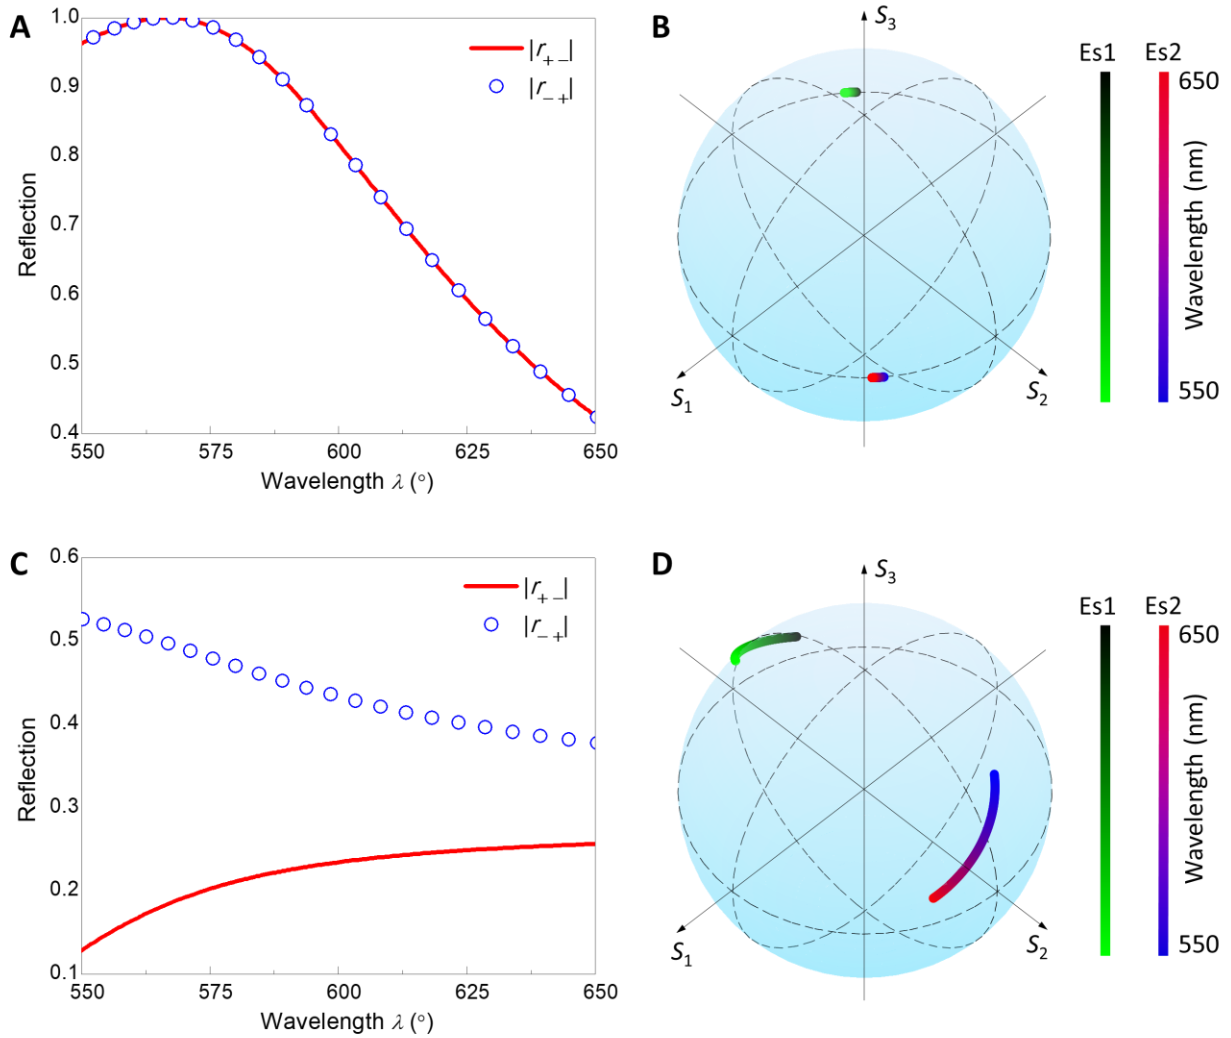 A
1.0
0.9
0.8
0.7
0.6
0.5
0.4
Reflection
|r₊₋|
|r₋₊|
550 575 600 625 650
Wavelength λ (°)
B
S₃
S₁
S₂
Es1 Es2
650
Wavelength (nm)
550
C
0.6
0.5
0.4
0.3
0.2
0.1
Reflection
|r₊₋|
|r₋₊|
550 575 600 625 650
Wavelength λ (°)
D
S₃
S₁
S₂
Es1 Es2
650
Wavelength (nm)
550